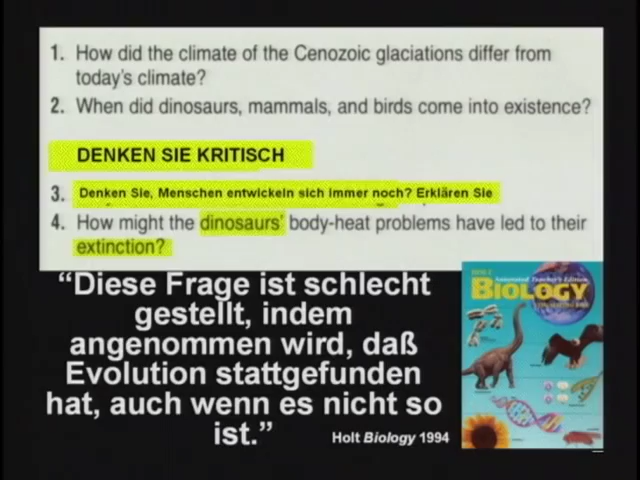 1. How did the climate of the Cenozoic glaciations differ from
today's climate?
2. When did dinosaurs, mammals, and birds come into existence?
DENKEN SIE KRITISCH
3. Denken Sie, Menschen entwickeln sich immer noch? Erklären Sie
4. How might the dinosaurs' body-heat problems have led to their
extinction?
“Diese Frage ist schlecht
gestellt, indem
angenommen wird, daß
Evolution stattgefunden
hat, auch wenn es nicht so
ist.”
Holt Biology 1994
Annotated Teacher's Edition
BIOLOGY